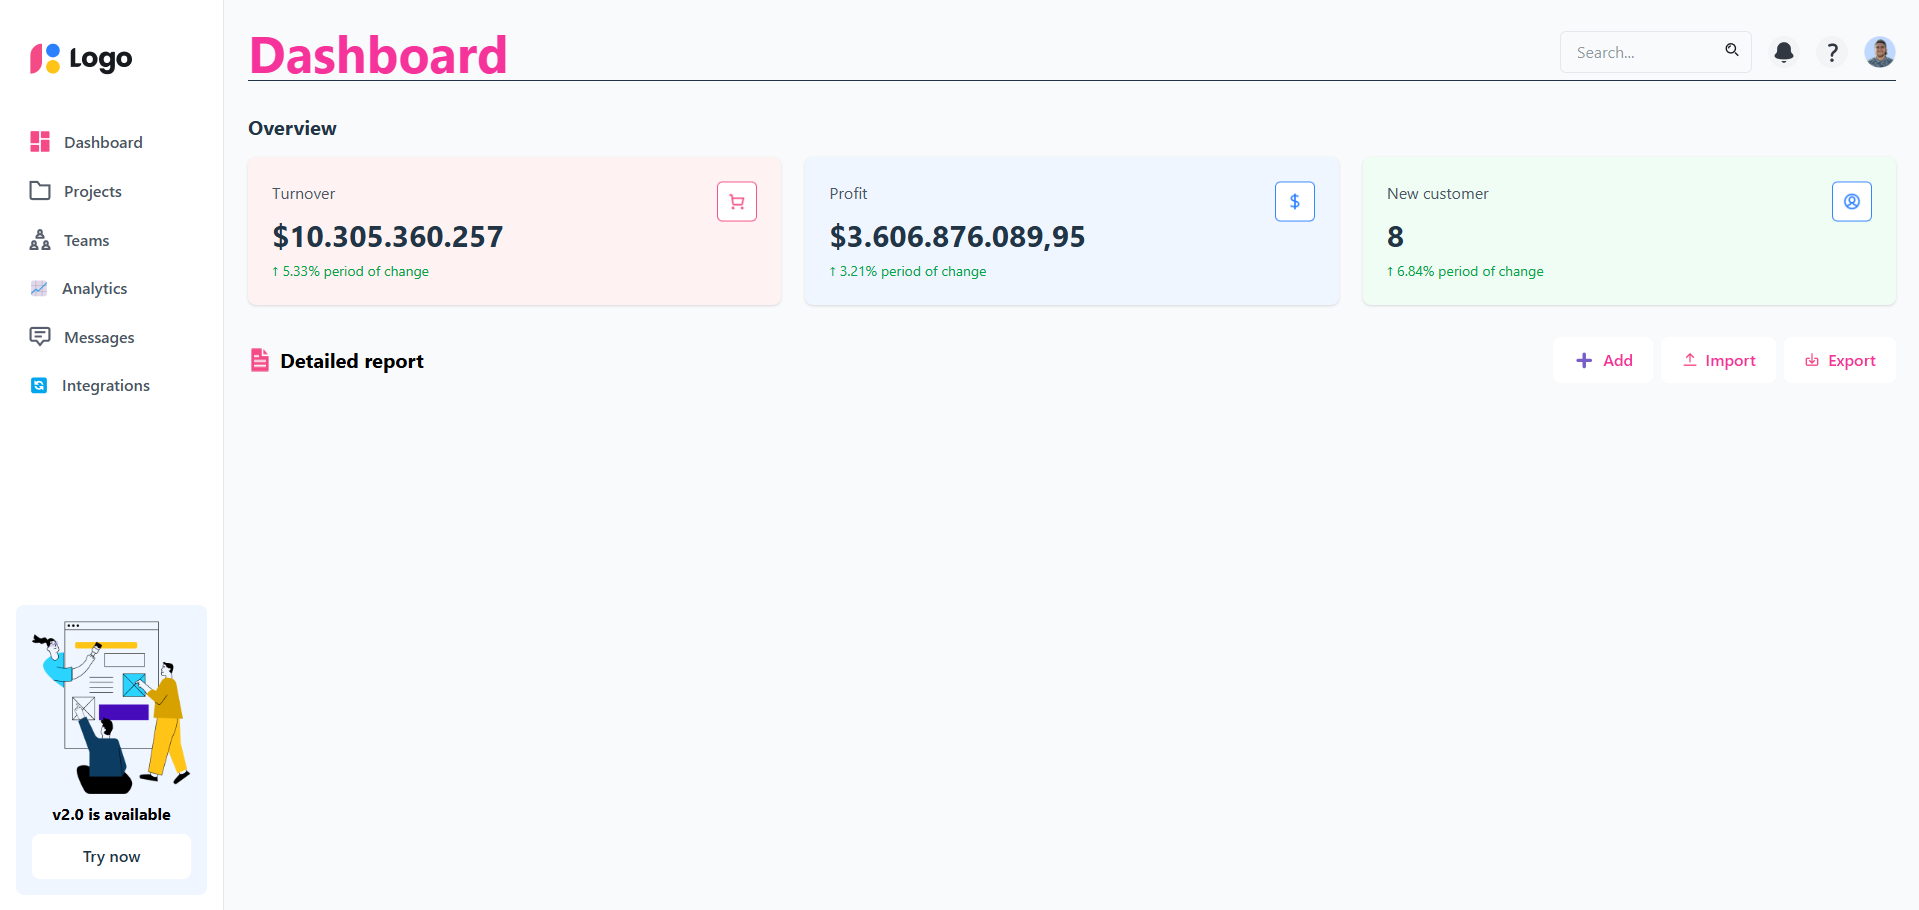 Logo
Dashboard
Projects
Teams
Analytics
Messages
Integrations
v2.0 is available
Try now
Dashboard
Search...
?
Overview
Turnover
$10.305.360.257
↑ 5.33% period of change
Profit
$3.606.876.089,95
↑ 3.21% period of change
$
New customer
8
↑ 6.84% period of change
Detailed report
Add
Import
Export